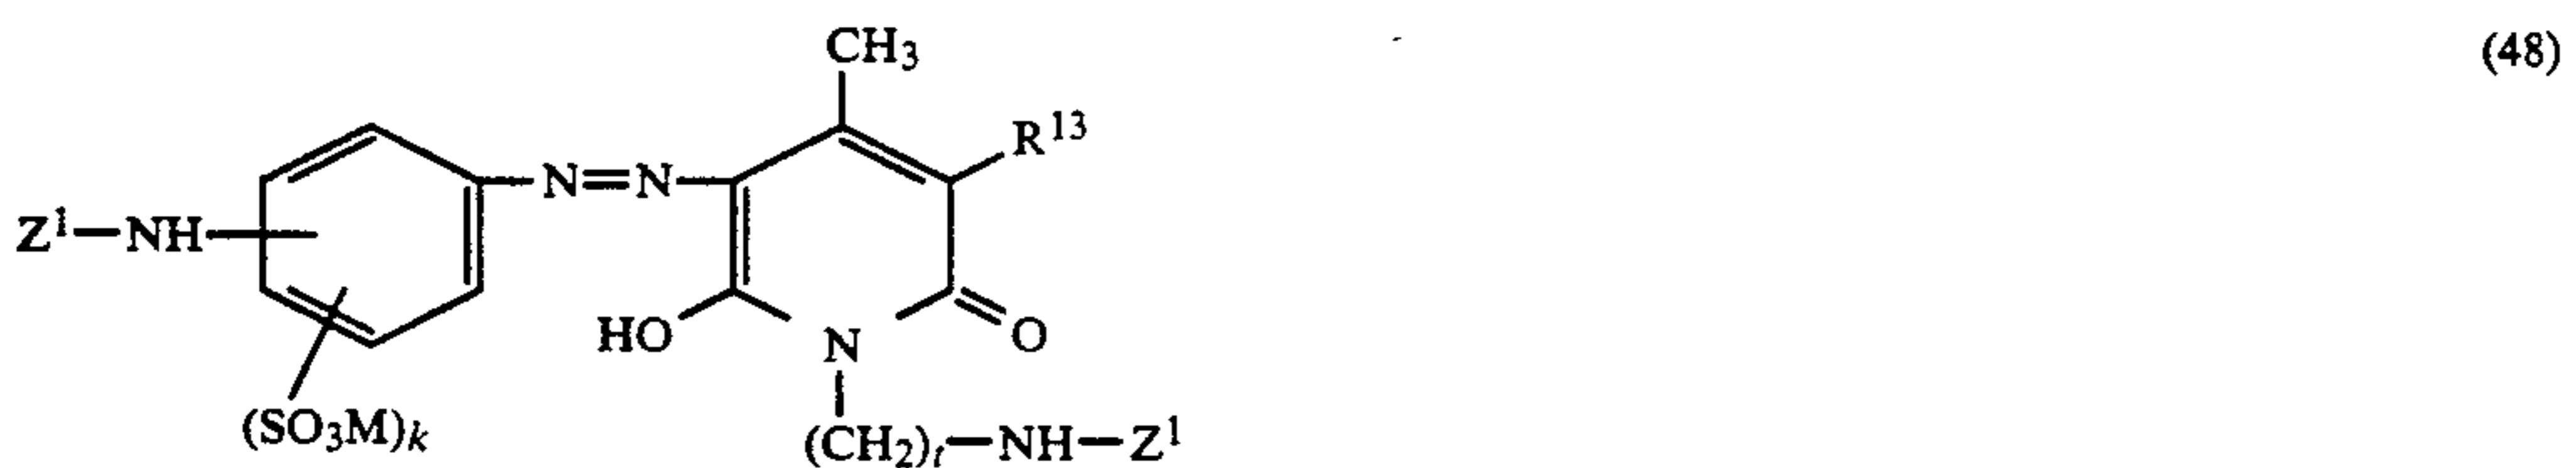 CH₃ (48)
R¹³
N=N
Z¹—NH
HO N O
(SO₃M)ₖ (CH₂)ₜ—NH—Z¹